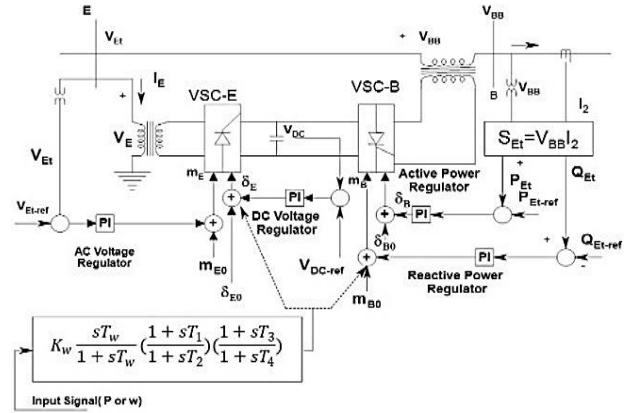 E
V_Et
V_BB
V_BB
I_E
VSC-E
VSC-B
B
V_BB
I_2
V_E
V_DC
S_Et=V_BB I_2
V_Et
m_E
δ_E
m_B
δ_B
Active Power
Regulator
P_Et
Q_Et
P_Et-ref
V_Et-ref
PI
PI
PI
DC Voltage
Regulator
δ_B0
AC Voltage
Regulator
m_E0
V_DC-ref
PI
Q_Et-ref
Reactive Power
Regulator
δ_E0
m_B0
K_w sT_w/(1 + sT_w) ((1 + sT_1)/(1 + sT_2))((1 + sT_3)/(1 + sT_4))
Input Signal( P or w)